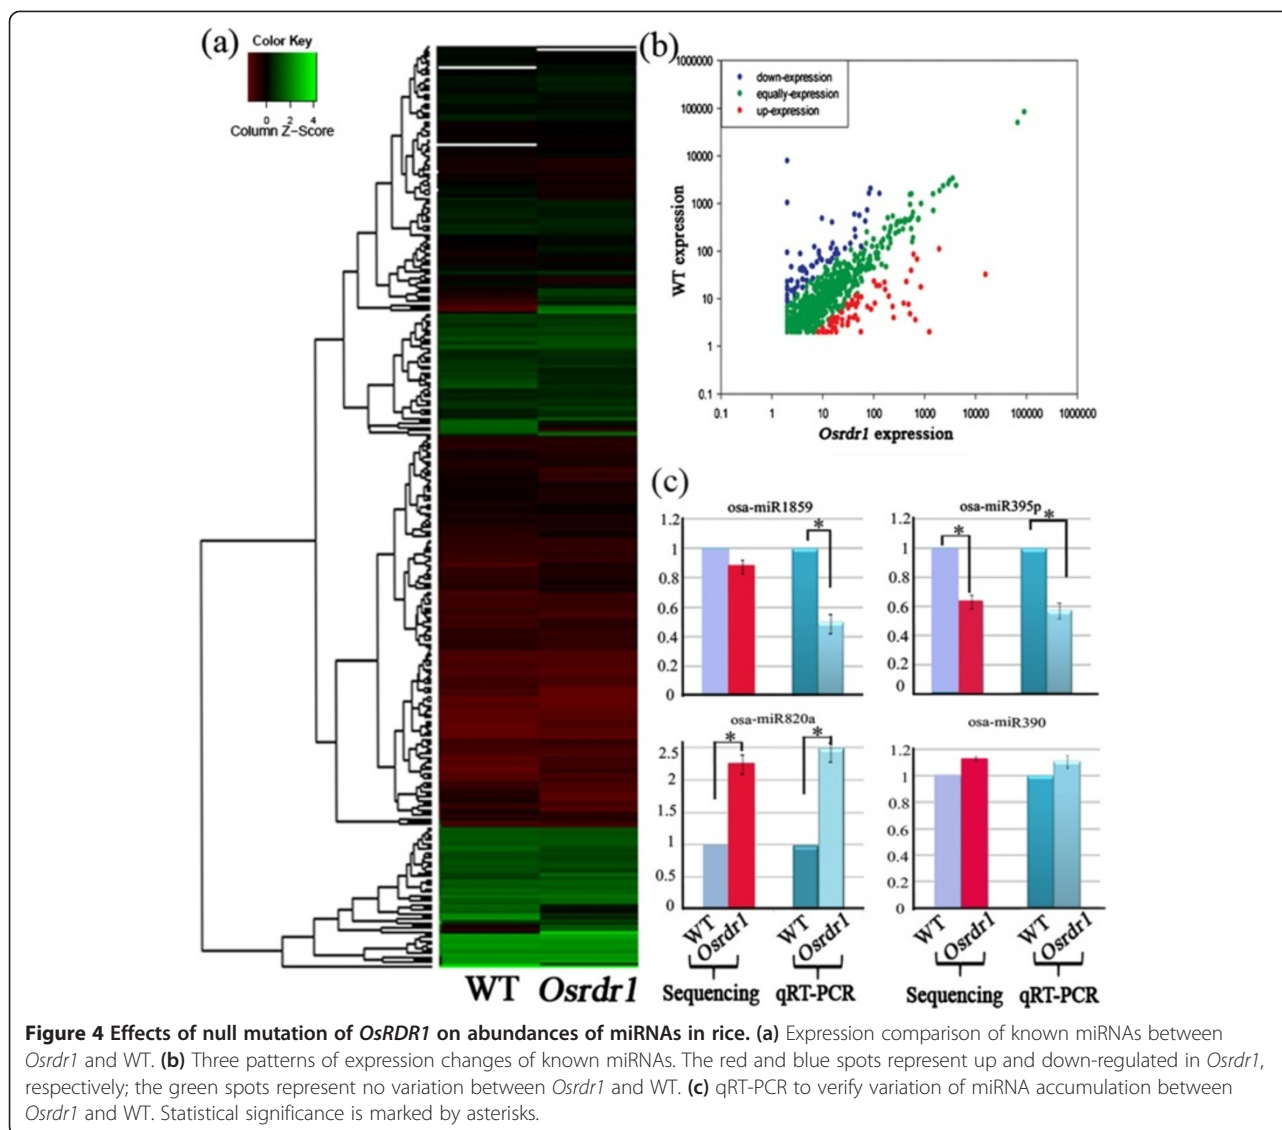 (a)
Color Key
0 2 4
Column Z-Score
WT Osrdr1
(b)
1000000
100000
10000
1000
100
10
1
0.1
WT expression
down-expression
equally-expression
up-expression
0.1 1 10 100 1000 10000 100000 1000000
Osrdr1 expression
(c)
osa-miR1859
1.2
1
0.8
0.6
0.4
0.2
0
*
osa-miR395p
1.2
1
0.8
0.6
0.4
0.2
0
* *
osa-miR820a
2.5
2
1.5
1
0.5
0
* *
WT Osrdr1 WT Osrdr1
Sequencing qRT-PCR
osa-miR390
1.2
1
0.8
0.6
0.4
0.2
0
WT Osrdr1 WT Osrdr1
Sequencing qRT-PCR
Figure 4 Effects of null mutation of OsRDR1 on abundances of miRNAs in rice. (a) Expression comparison of known miRNAs between
Osrdr1 and WT. (b) Three patterns of expression changes of known miRNAs. The red and blue spots represent up and down-regulated in Osrdr1,
respectively; the green spots represent no variation between Osrdr1 and WT. (c) qRT-PCR to verify variation of miRNA accumulation between
Osrdr1 and WT. Statistical significance is marked by asterisks.